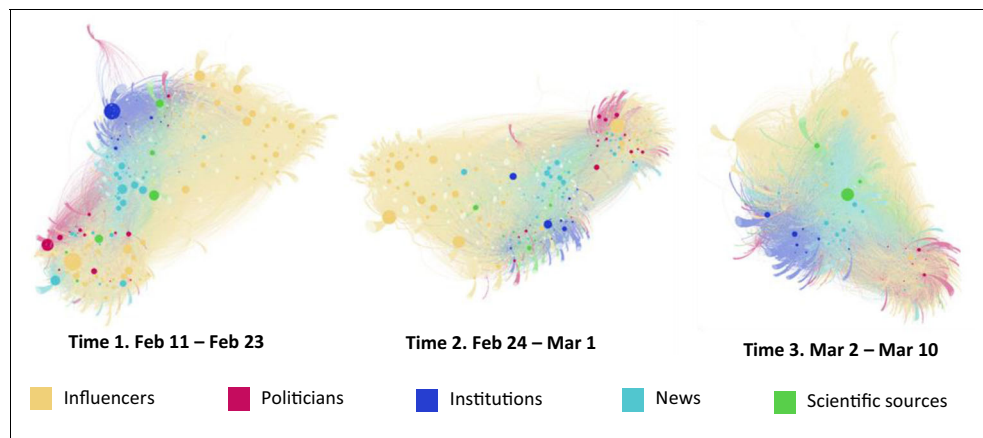 Time 1. Feb 11 – Feb 23
Time 2. Feb 24 – Mar 1
Time 3. Mar 2 – Mar 10
Influencers
Politicians
Institutions
News
Scientific sources